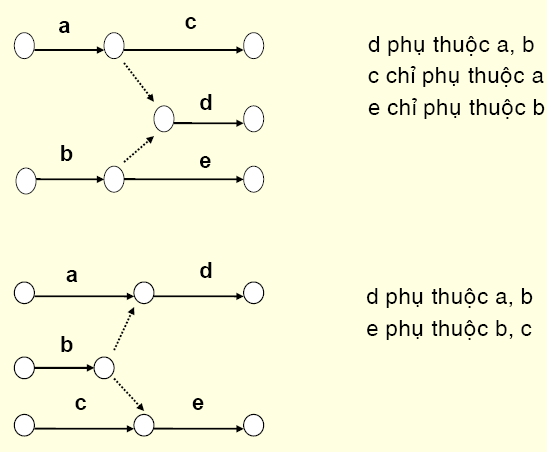 a
c
d
b
e
d phụ thuộc a, b
c chỉ phụ thuộc a
e chỉ phụ thuộc b
a
d
b
c
e
d phụ thuộc a, b
e phụ thuộc b, c